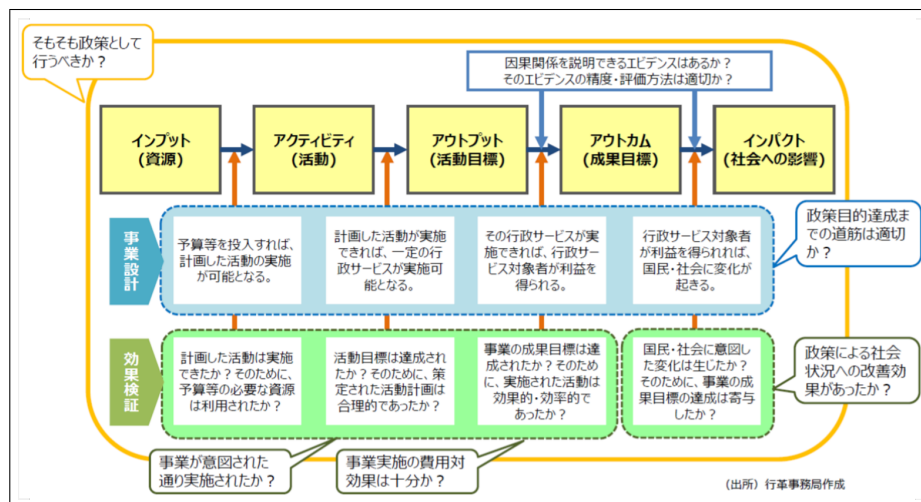 そもそも政策として
行うべきか？
因果関係を説明できるエビデンスはあるか？
そのエビデンスの精度・評価方法は適切か？
インプット
(資源)
アクティビティ
(活動)
アウトプット
(活動目標)
アウトカム
(成果目標)
インパクト
(社会への影響)
事業設計
予算等を投入すれば、
計画した活動の実施
が可能となる。
計画した活動が実施
できれば、一定の行
政サービスが実施可
能となる。
その行政サービスが実
施できれば、行政サー
ビス対象者が利益を
得られる。
行政サービス対象者
が利益を得られれば、
国民・社会に変化が
起きる。
政策目的達成ま
での道筋は適切
か？
効果検証
計画した活動は実施
できたか？そのために、
予算等の必要な資源
は利用されたか？
活動目標は達成され
たか？そのために、策
定された活動計画は
合理的であったか？
事業の成果目標は達
成されたか？そのため
に、実施された活動は
効果的・効率的で
あったか？
国民・社会に意図した
変化は生じたか？
そのために、事業の成
果目標の達成は寄与
したか？
政策による社会
状況への改善効
果があったか？
事業が意図された
通り実施されたか？
事業実施の費用対
効果は十分か？
（出所）行革事務局作成